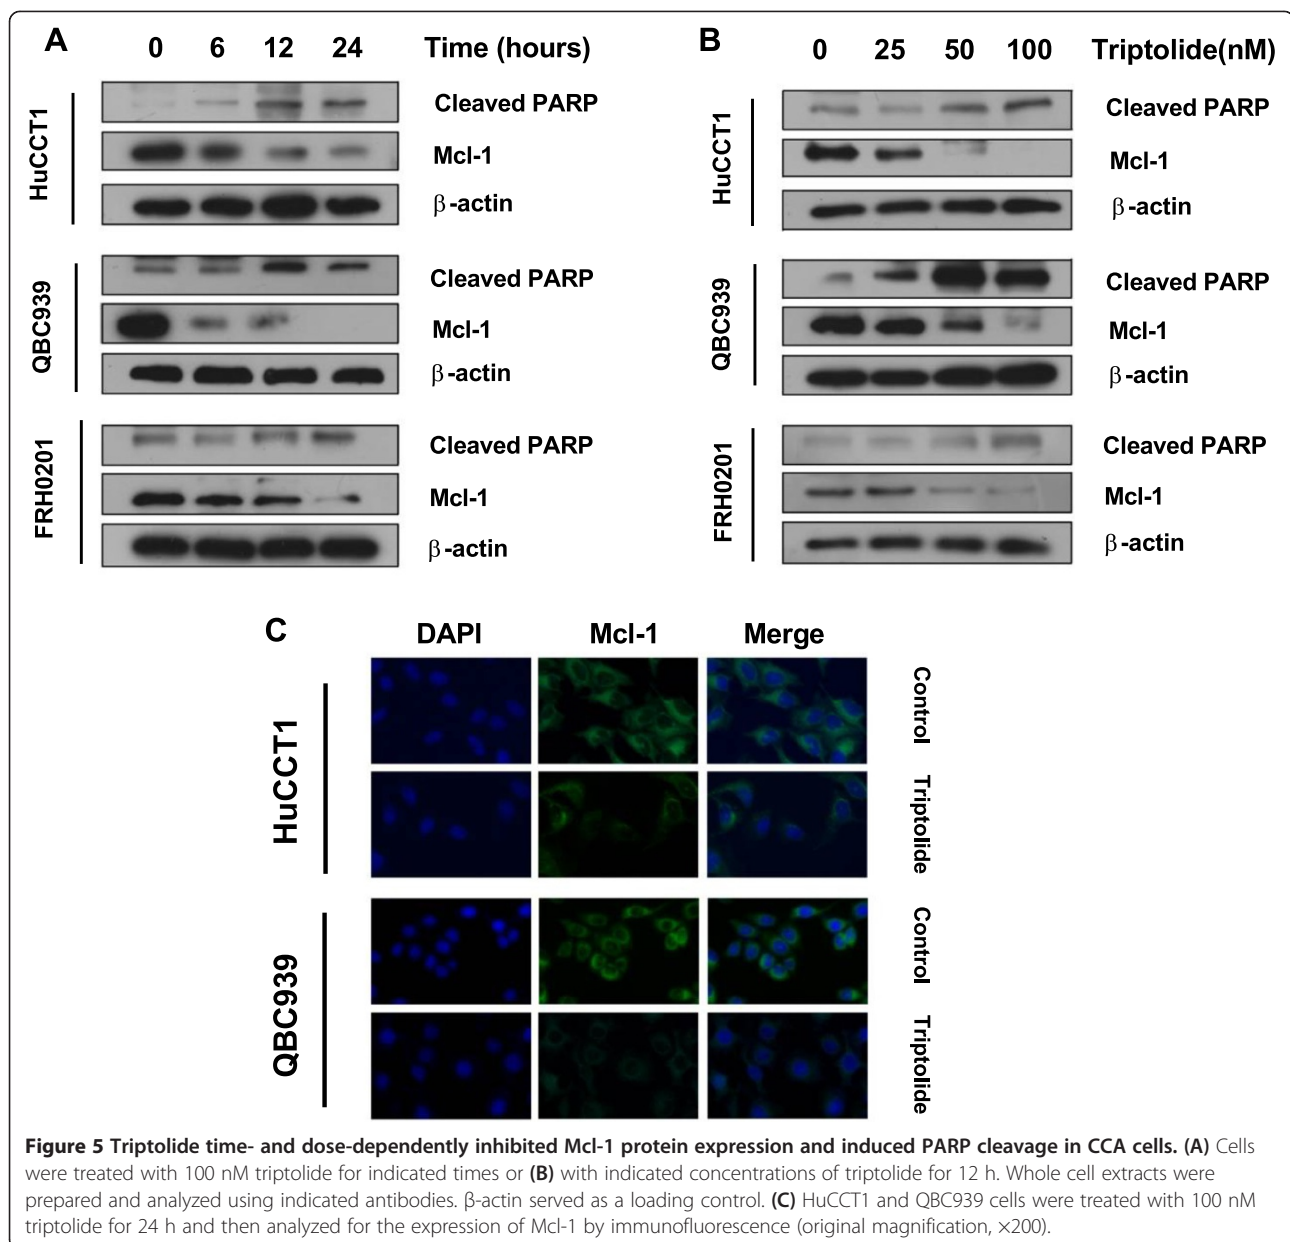 A 0 6 12 24 Time (hours)
HuCCT1
Cleaved PARP
Mcl-1
β-actin
QBC939
Cleaved PARP
Mcl-1
β-actin
FRH0201
Cleaved PARP
Mcl-1
β-actin
B 0 25 50 100 Triptolide(nM)
HuCCT1
Cleaved PARP
Mcl-1
β-actin
QBC939
Cleaved PARP
Mcl-1
β-actin
FRH0201
Cleaved PARP
Mcl-1
β-actin
C DAPI Mcl-1 Merge
HuCCT1
Control
Triptolide
QBC939
Control
Triptolide
Figure 5 Triptolide time- and dose-dependently inhibited Mcl-1 protein expression and induced PARP cleavage in CCA cells. (A) Cells
were treated with 100 nM triptolide for indicated times or (B) with indicated concentrations of triptolide for 12 h. Whole cell extracts were
prepared and analyzed using indicated antibodies. β-actin served as a loading control. (C) HuCCT1 and QBC939 cells were treated with 100 nM
triptolide for 24 h and then analyzed for the expression of Mcl-1 by immunofluorescence (original magnification, ×200).